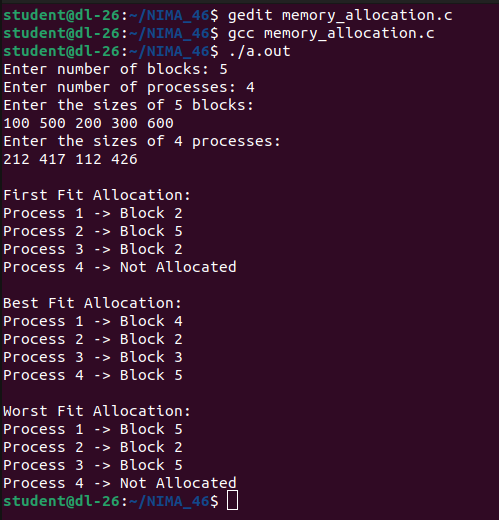 student@dl-26:~/NIMA_46$ gedit memory_allocation.c
student@dl-26:~/NIMA_46$ gcc memory_allocation.c
student@dl-26:~/NIMA_46$ ./a.out
Enter number of blocks: 5
Enter number of processes: 4
Enter the sizes of 5 blocks:
100 500 200 300 600
Enter the sizes of 4 processes:
212 417 112 426

First Fit Allocation:
Process 1 -> Block 2
Process 2 -> Block 5
Process 3 -> Block 2
Process 4 -> Not Allocated

Best Fit Allocation:
Process 1 -> Block 4
Process 2 -> Block 2
Process 3 -> Block 3
Process 4 -> Block 5

Worst Fit Allocation:
Process 1 -> Block 5
Process 2 -> Block 2
Process 3 -> Block 5
Process 4 -> Not Allocated
student@dl-26:~/NIMA_46$